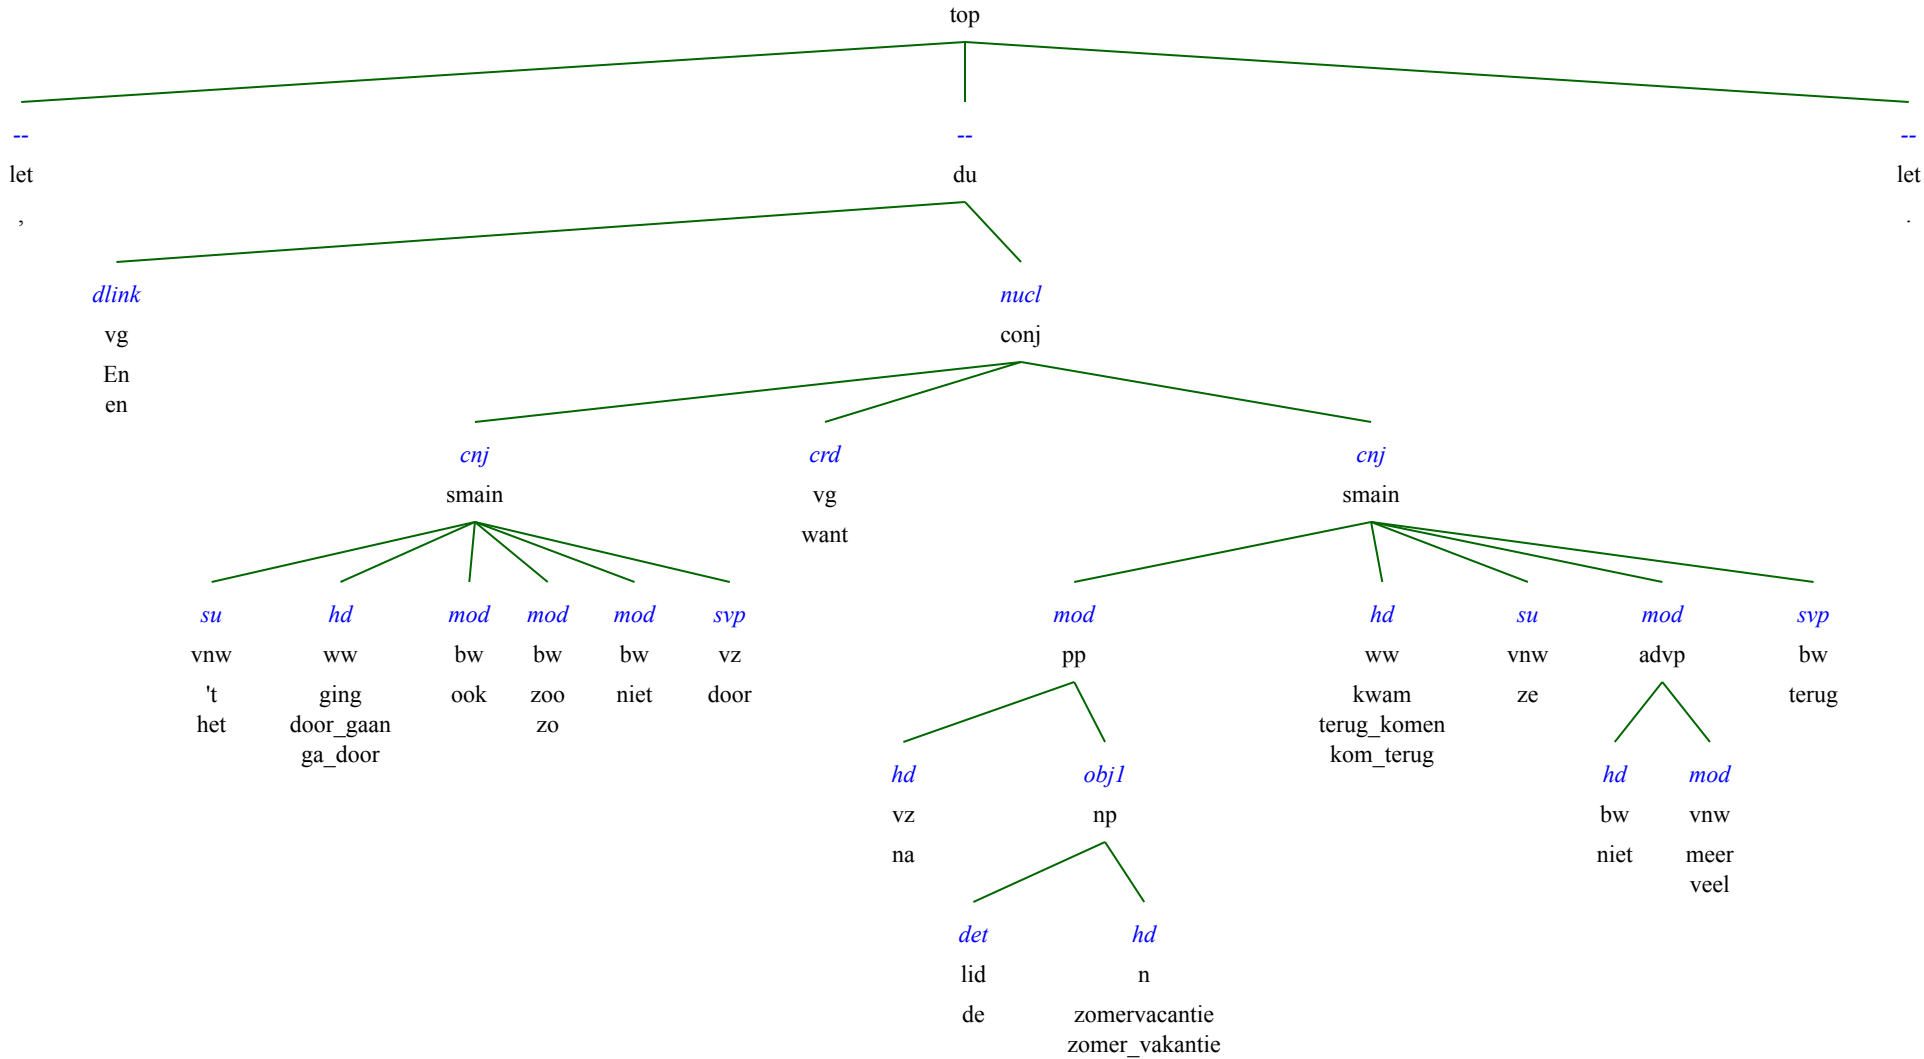 top
-- -- --
let du let
, .
dlink nucl
vg conj
En
en
cnj crd cnj
smain vg smain
want
su hd mod mod mod svp mod hd su mod svp
vnw ww bw bw bw vz pp ww vnw advp bw
't ging ook zoo niet door kwam ze terug
het door_gaan zo terug_komen
ga_door kom_terug
hd obj1 hd mod
vz np bw vnw
na niet meer
veel
det hd
lid n
de zomervacantie
zomer_vakantie